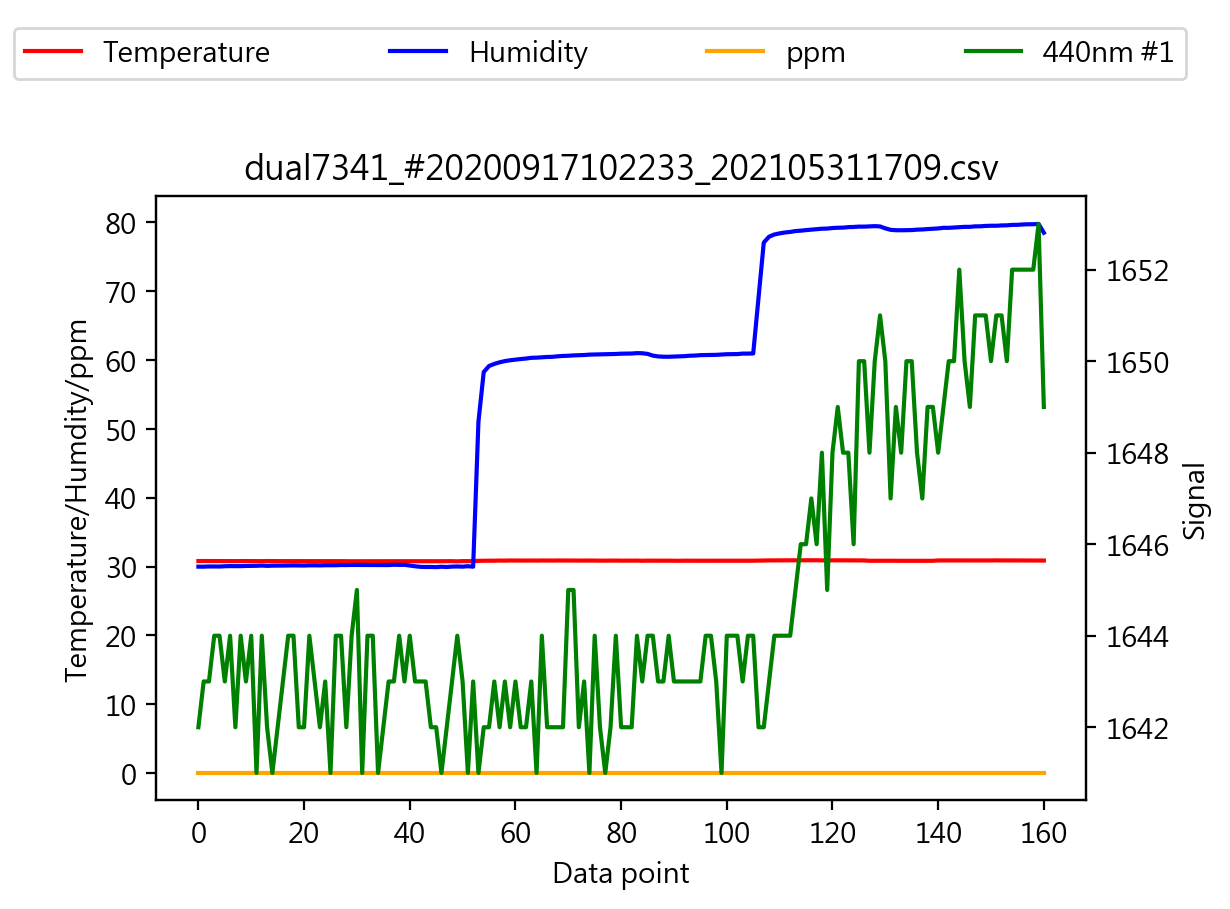 Temperature Humidity ppm 440nm #1
dual7341_#20200917102233_202105311709.csv
80
70
60
50
40
30
20
10
0
Temperature/Humdity/ppm
1652
1650
1648
1646
1644
1642
Signal
0 20 40 60 80 100 120 140 160
Data point